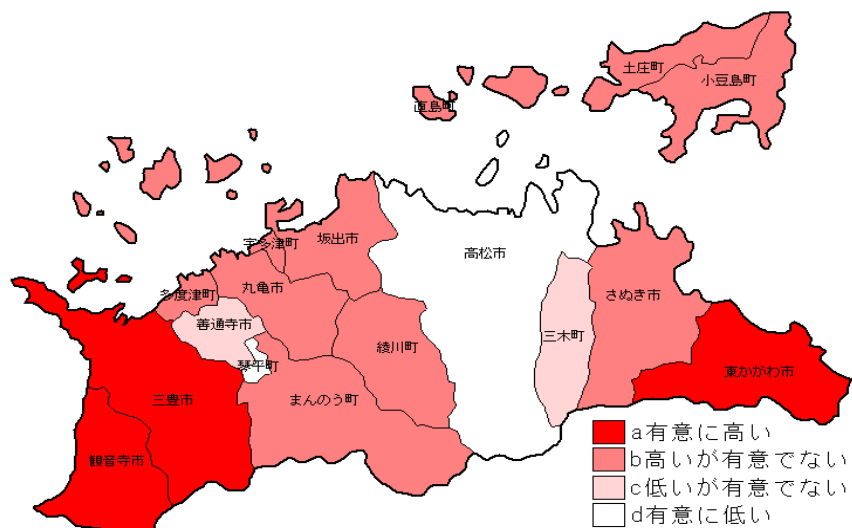 土庄町
小豆島町
直島町
宇多津町
坂出市
高松市
多度津町
丸亀市
さぬき市
善通寺市
三木町
綾川町
琴平町
東かがわ市
三豊市
まんのう町
観音寺市
a有意に高い
b高いが有意でない
c低いが有意でない
d有意に低い